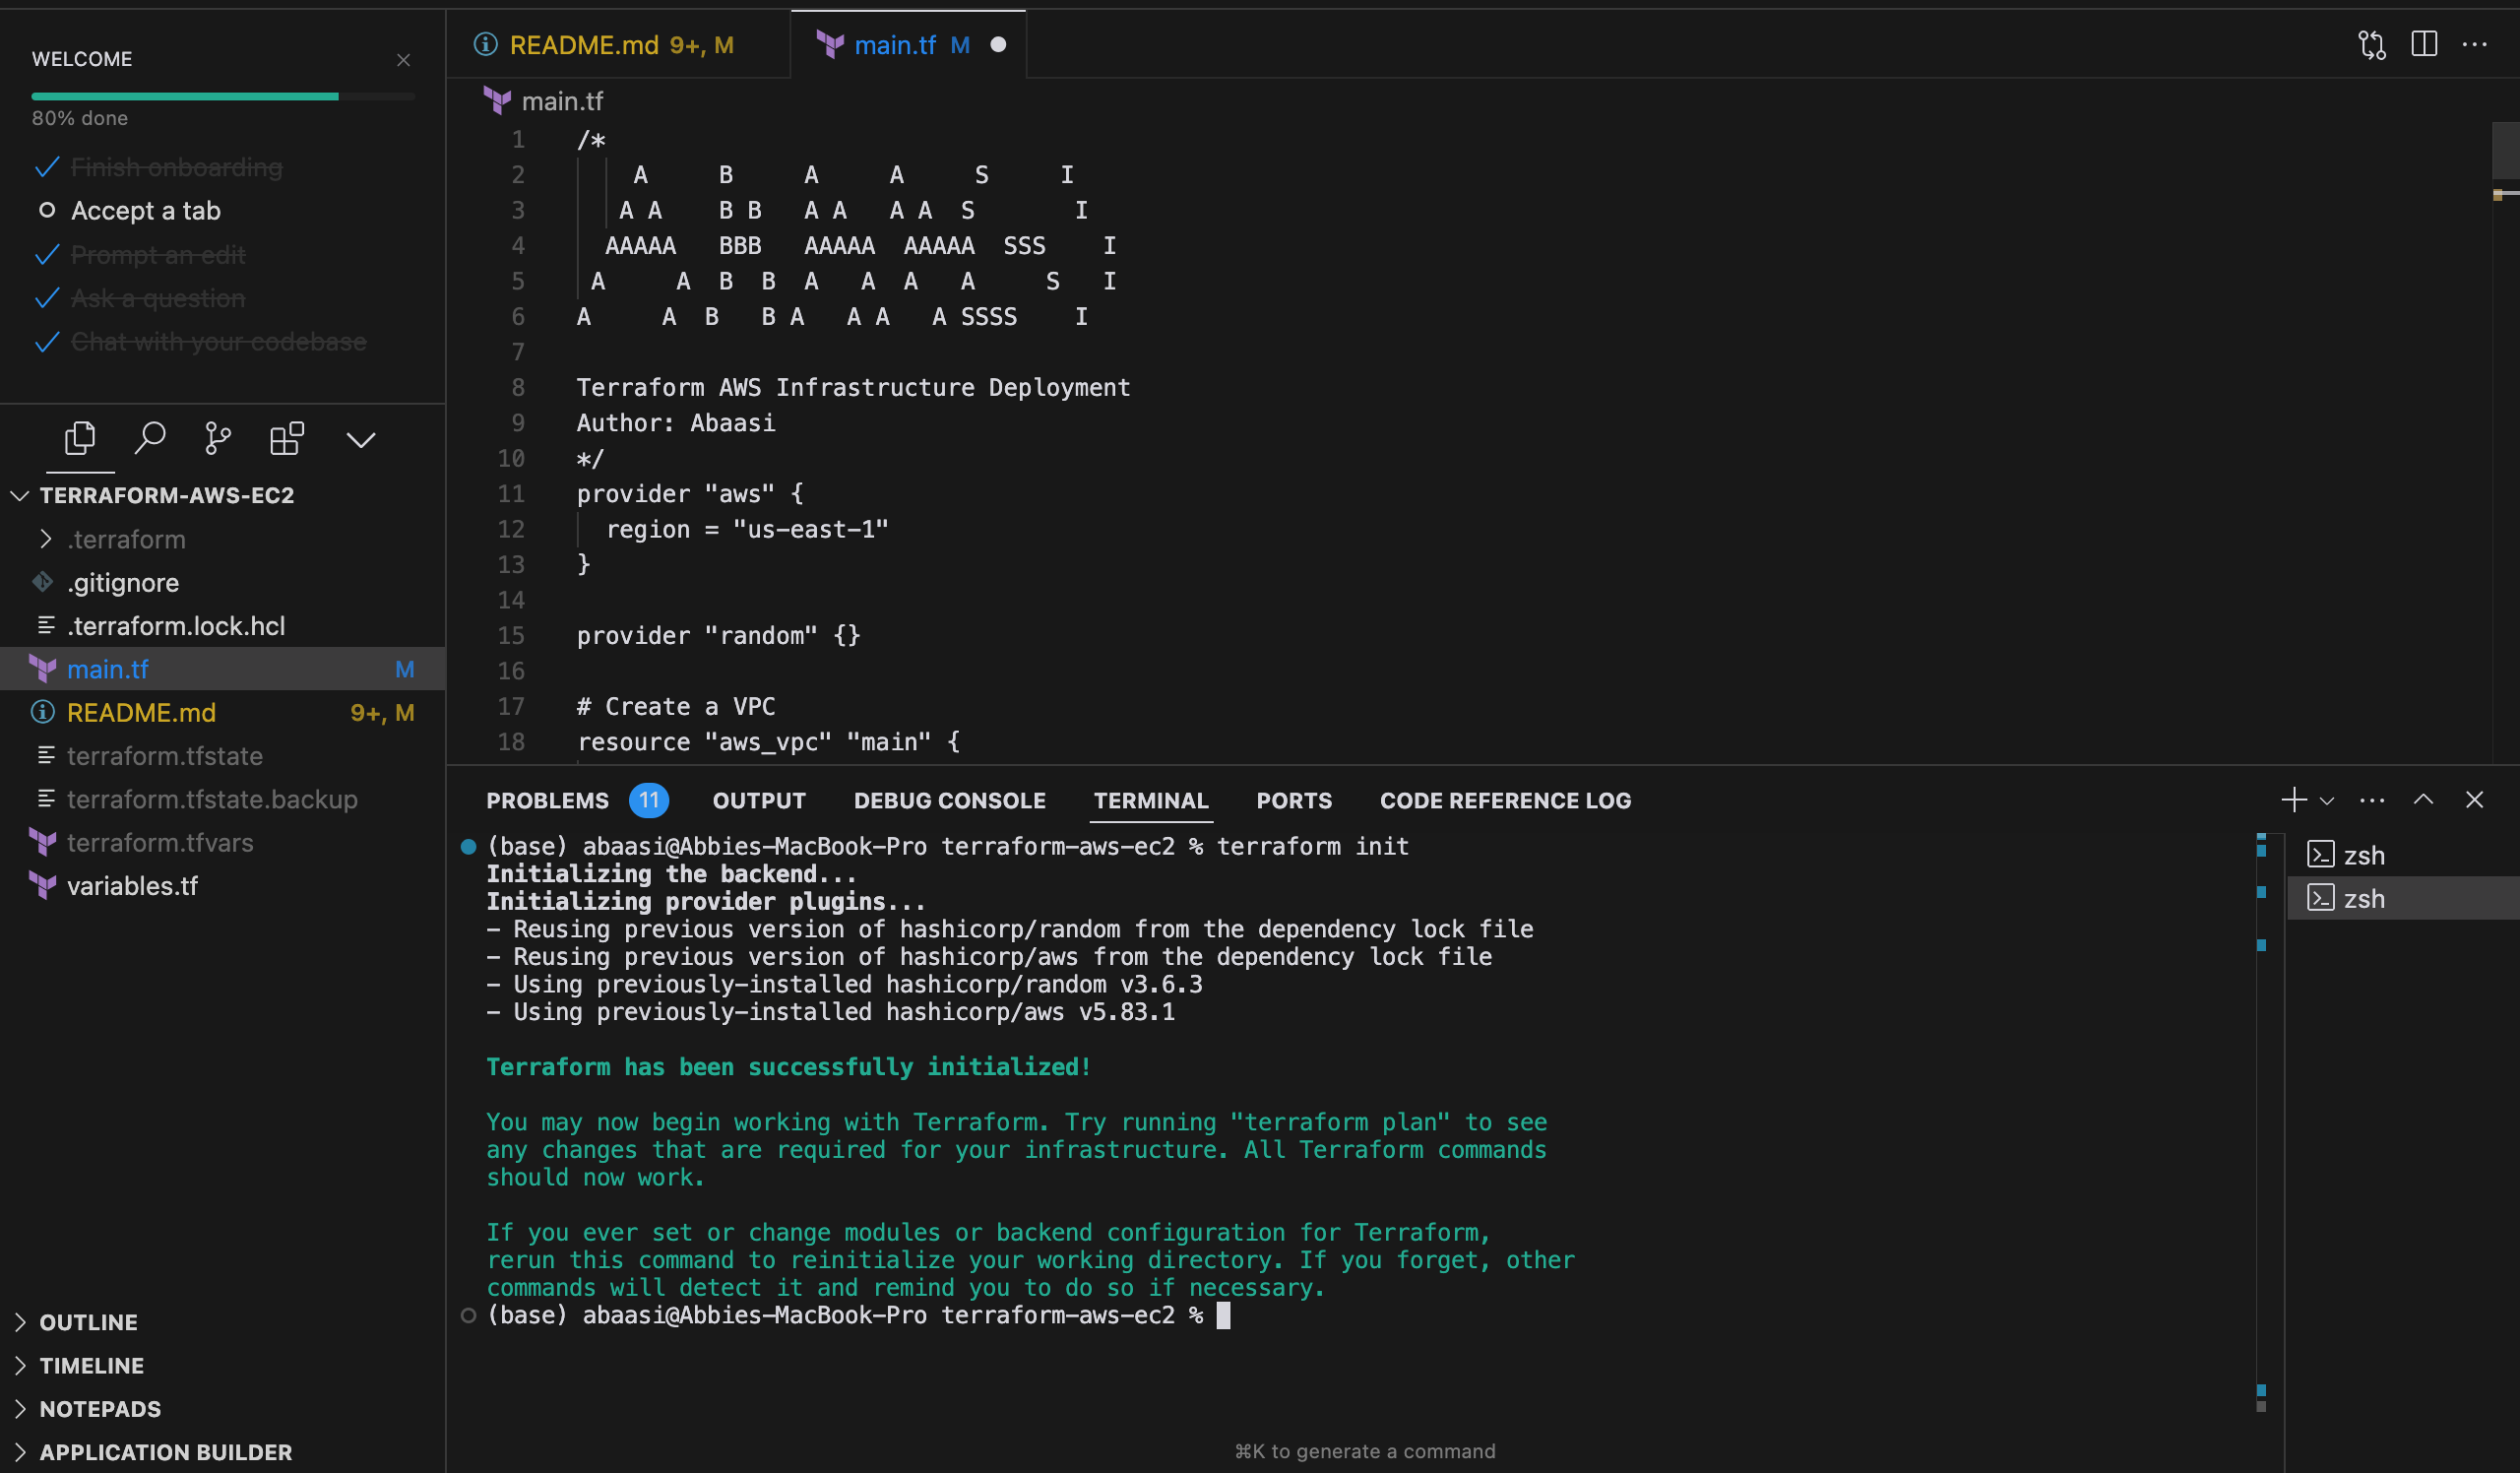 WELCOME
80% done
Finish onboarding
Accept a tab
Prompt an edit
Ask a question
Chat with your codebase
TERRAFORM-AWS-EC2
.terraform
.gitignore
.terraform.lock.hcl
main.tf M
README.md 9+, M
terraform.tfstate
terraform.tfstate.backup
terraform.tfvars
variables.tf
OUTLINE
TIMELINE
NOTEPADS
APPLICATION BUILDER
README.md 9+, M
main.tf M
main.tf
1 /*
2     A     B     A     A     S     I
3    A A    B B   A A   A A  S       I
4   AAAAA   BBB   AAAAA  AAAAA  SSS    I
5  A     A  B  B  A   A  A   A     S   I
6 A     A  B   B A   A A   A SSSS    I
7
8 Terraform AWS Infrastructure Deployment
9 Author: Abaasi
10 */
11 provider "aws" {
12   region = "us-east-1"
13 }
14
15 provider "random" {}
16
17 # Create a VPC
18 resource "aws_vpc" "main" {
PROBLEMS 11 OUTPUT DEBUG CONSOLE TERMINAL PORTS CODE REFERENCE LOG
(base) abaasi@Abbies-MacBook-Pro terraform-aws-ec2 % terraform init
Initializing the backend...
Initializing provider plugins...
- Reusing previous version of hashicorp/random from the dependency lock file
- Reusing previous version of hashicorp/aws from the dependency lock file
- Using previously-installed hashicorp/random v3.6.3
- Using previously-installed hashicorp/aws v5.83.1
Terraform has been successfully initialized!
You may now begin working with Terraform. Try running "terraform plan" to see
any changes that are required for your infrastructure. All Terraform commands
should now work.
If you ever set or change modules or backend configuration for Terraform,
rerun this command to reinitialize your working directory. If you forget, other
commands will detect it and remind you to do so if necessary.
(base) abaasi@Abbies-MacBook-Pro terraform-aws-ec2 %
⌘K to generate a command
zsh
zsh